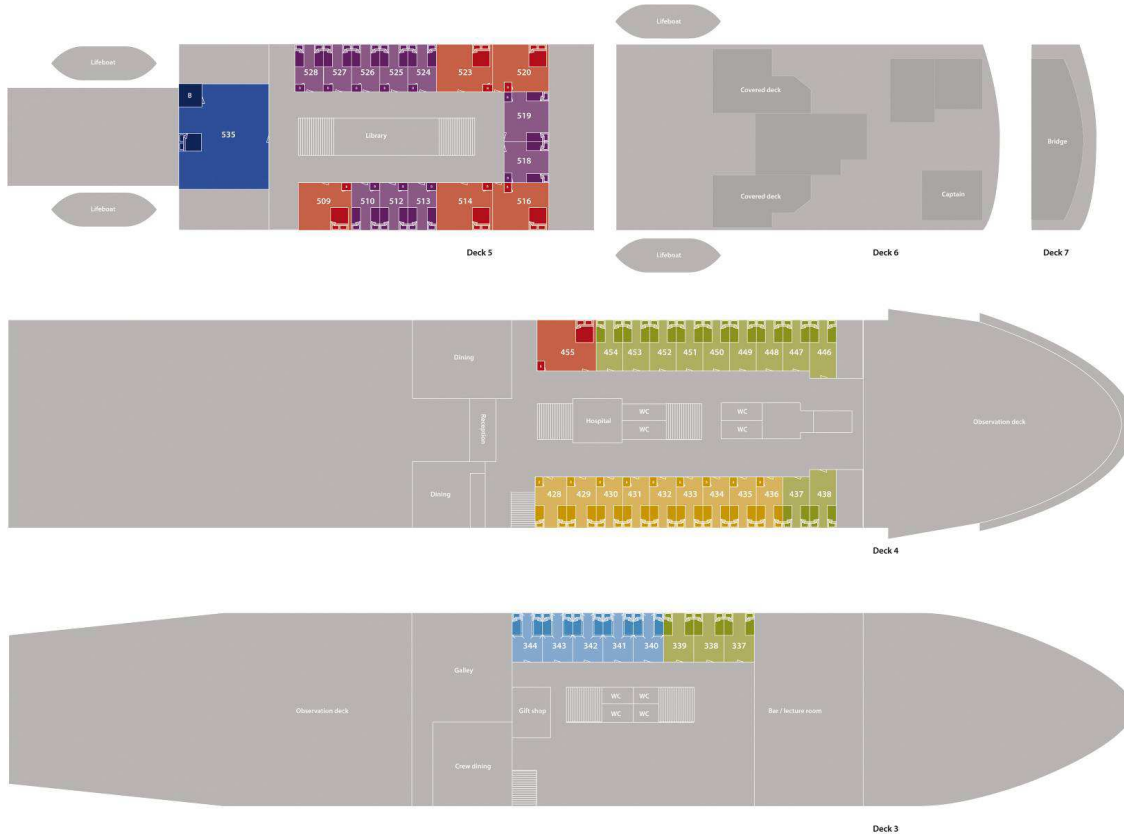 Lifeboat
Lifeboat
528 527 526 525 524 523 520
B
535
519
Library
518
509 510 512 513 514 516
Lifeboat
Deck 5
Lifeboat
Covered deck
Covered deck
Captain
Lifeboat
Deck 6
Bridge
Deck 7
Dining
455 454 453 452 451 450 449 448 447 446
Reception
Hospital
WC
WC
WC
WC
Observation deck
Dining
428 429 430 431 432 433 434 435 436 437 438
Deck 4
344 343 342 341 340 339 338 337
Galley
Observation deck
Gift shop
WC WC
WC WC
Bar / lecture room
Crew dining
Deck 3